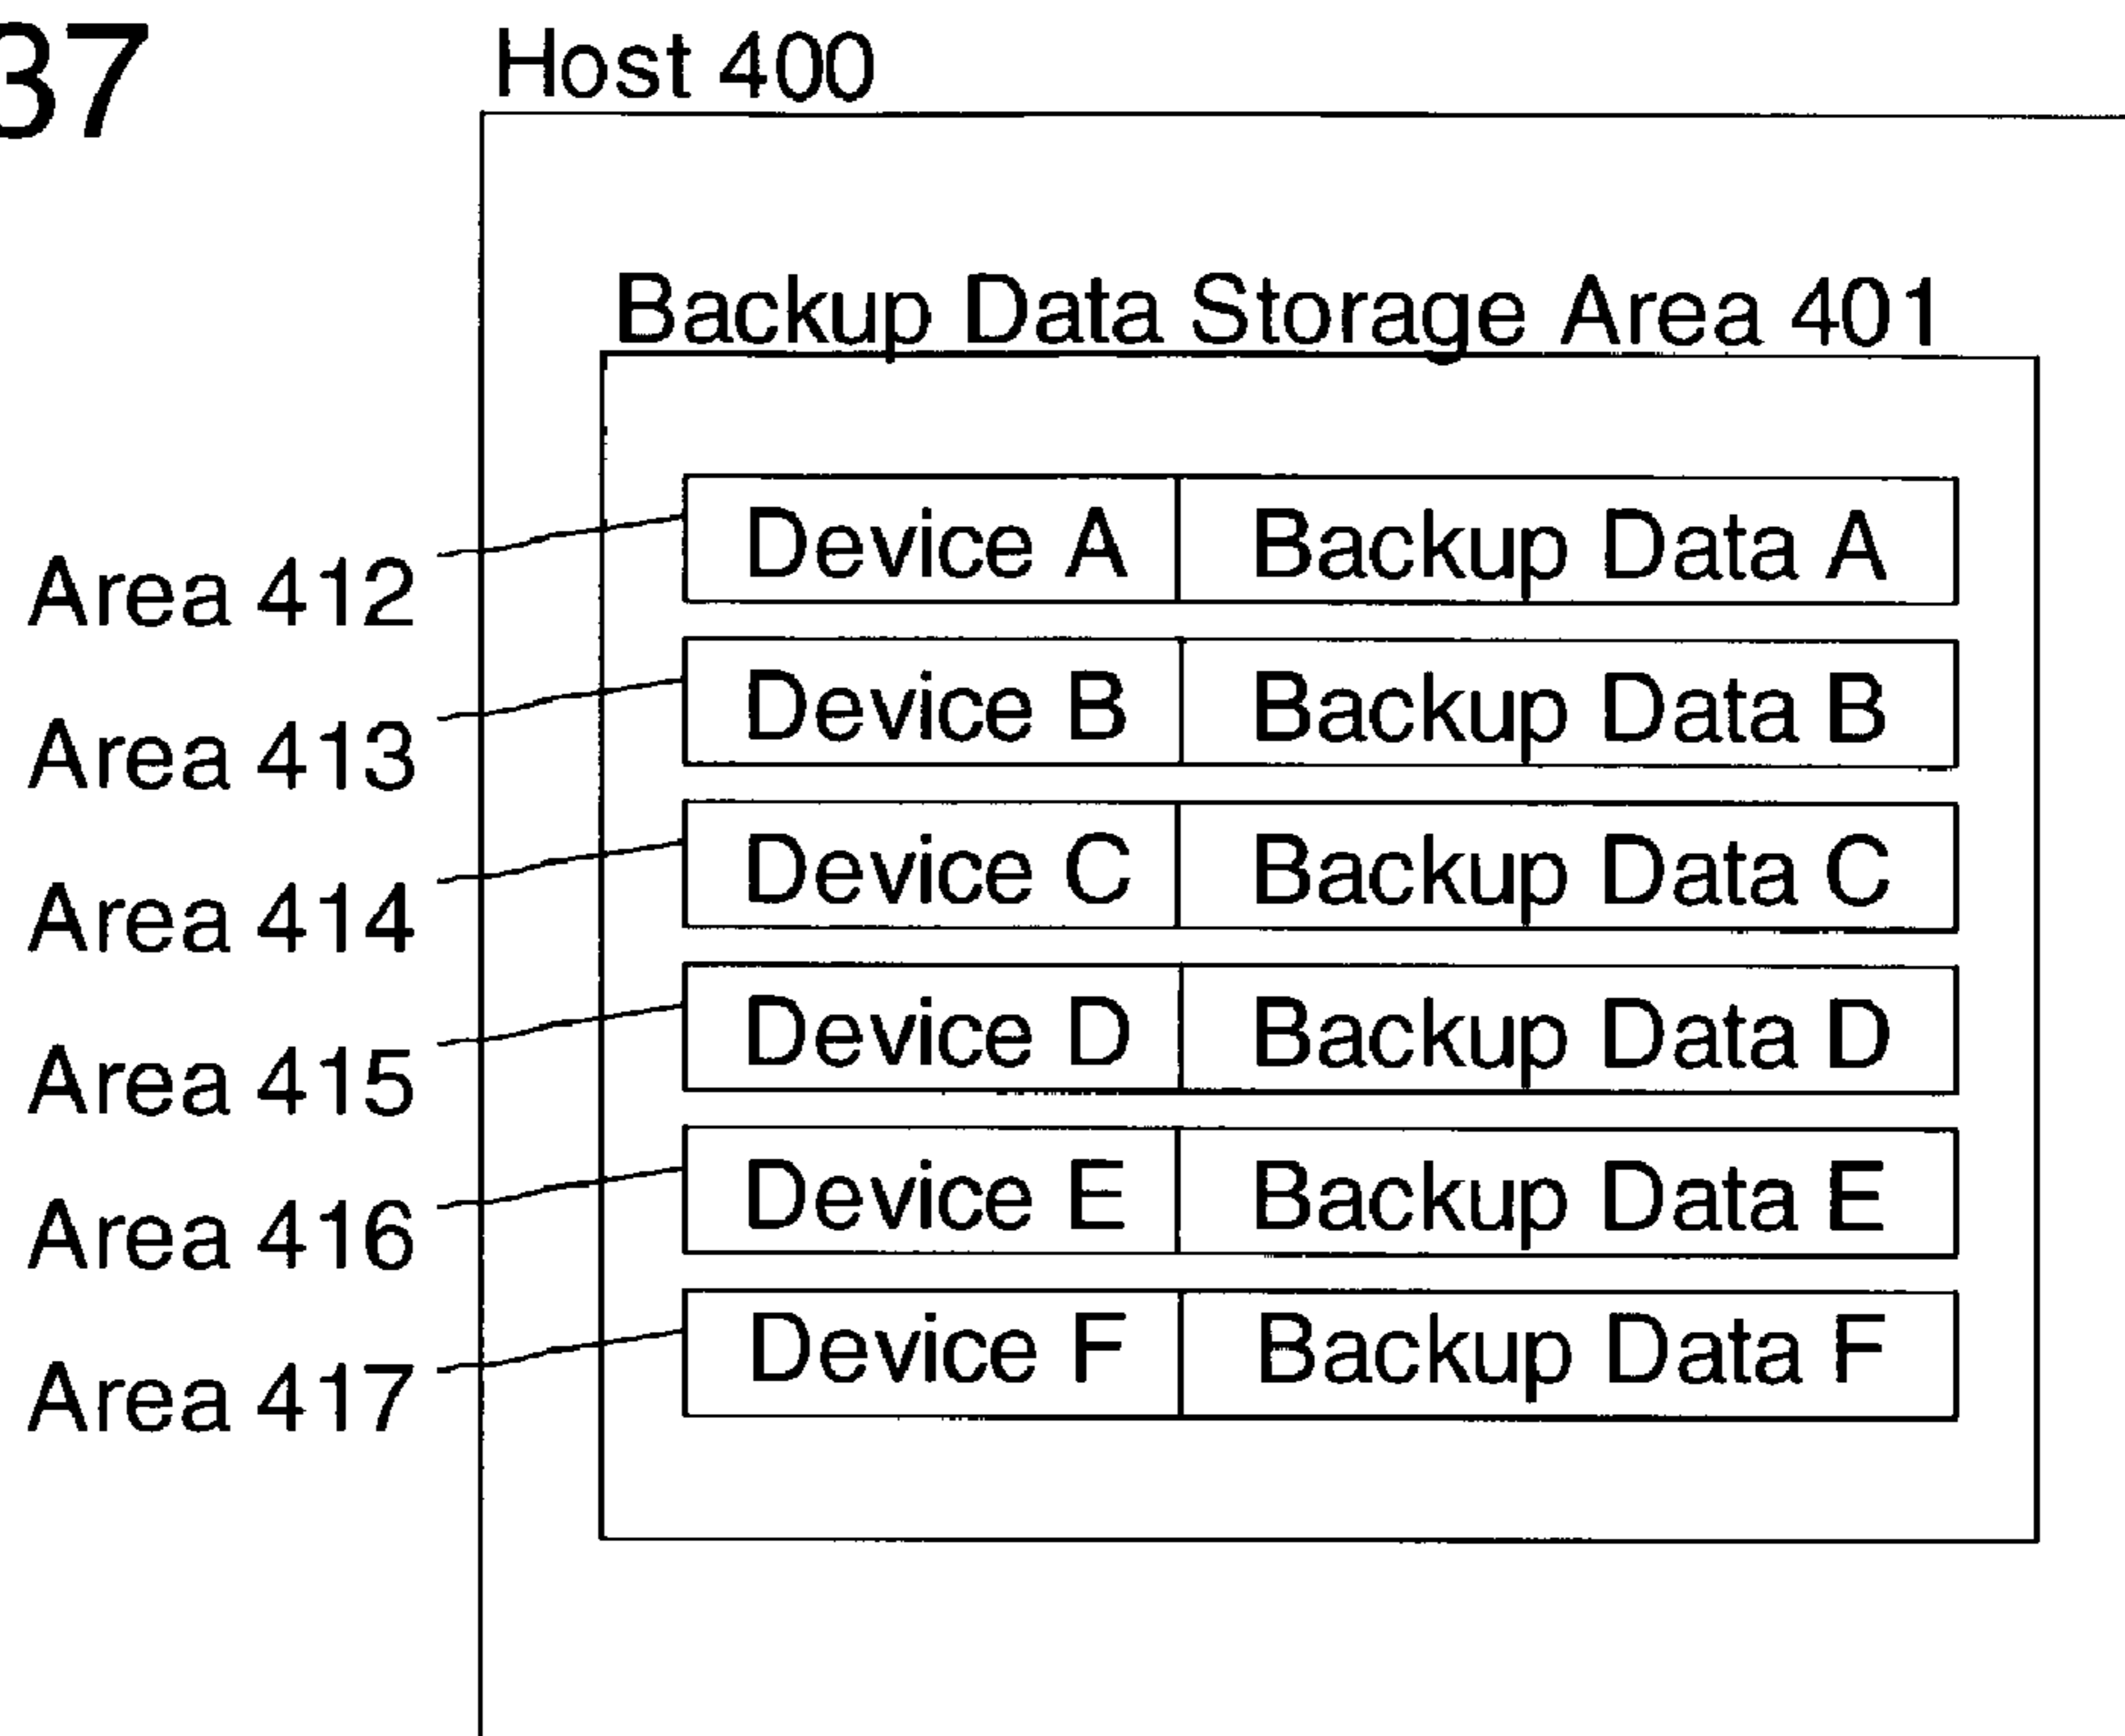 37
Host 400
Backup Data Storage Area 401
Area 412 Device A Backup Data A
Area 413 Device B Backup Data B
Area 414 Device C Backup Data C
Area 415 Device D Backup Data D
Area 416 Device E Backup Data E
Area 417 Device F Backup Data F